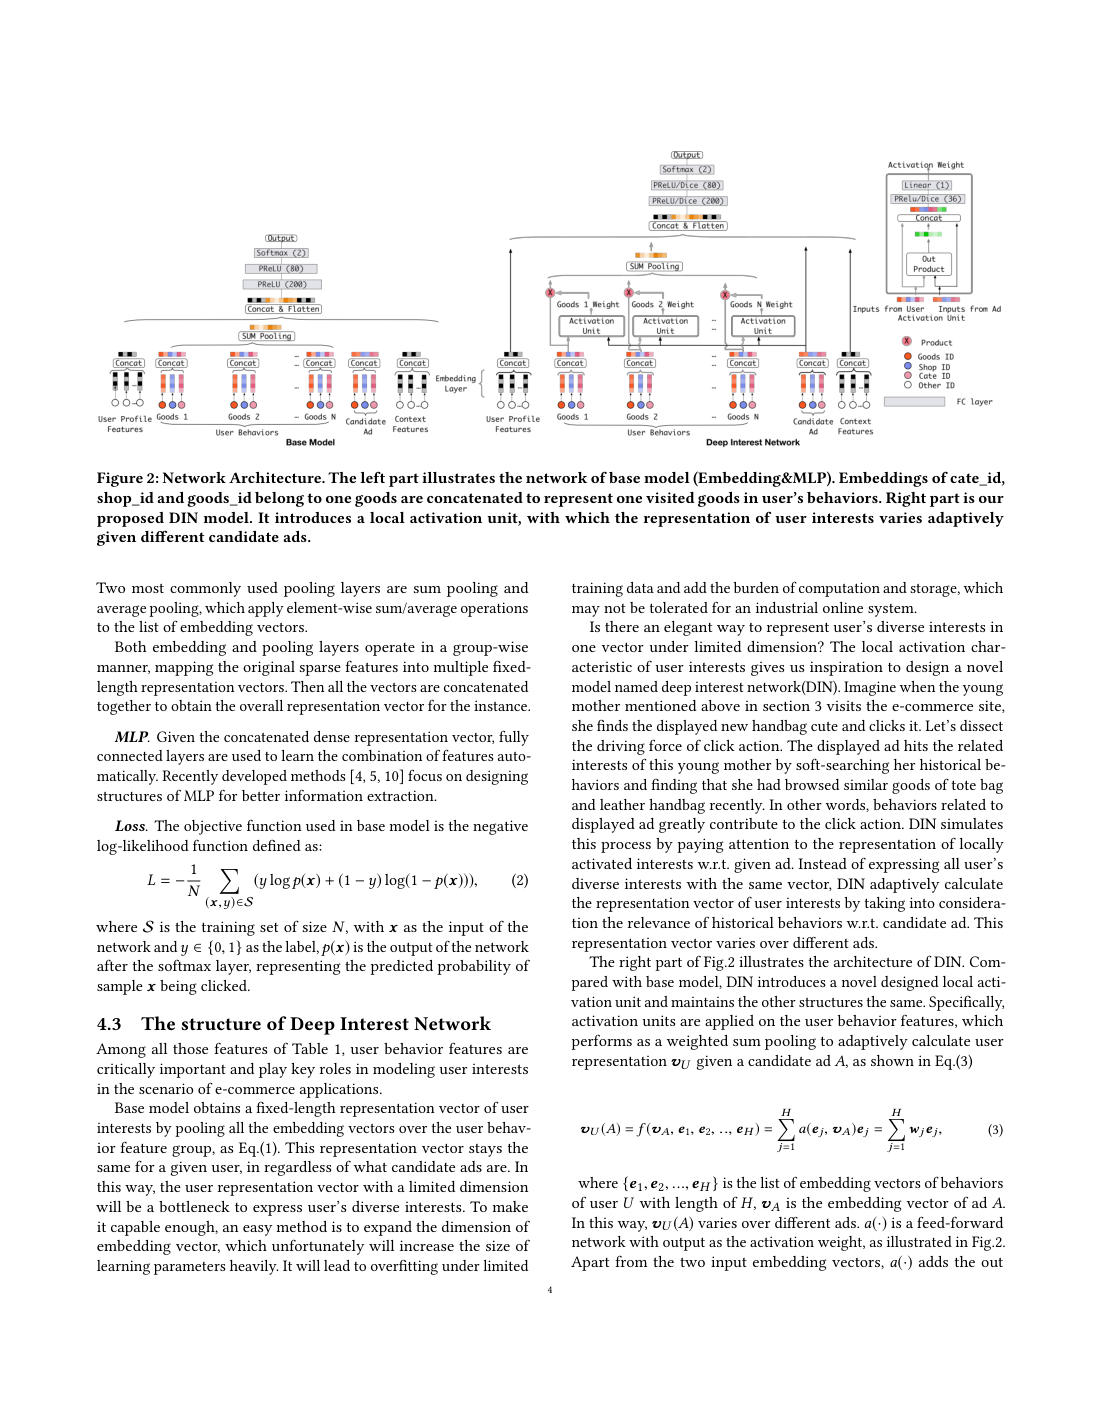 Output
Softmax (2)
PReLU (80)
PReLU (200)
Concat & Flatten
SUM Pooling
Concat Concat Concat ... Concat Concat Concat
User Profile Features
Goods 1 Goods 2 ... Goods N
User Behaviors
Candidate Ad
Context Features
Base Model
Embedding Layer
Output
Softmax (2)
PReLU/Dice (80)
PReLU/Dice (200)
Concat & Flatten
SUM Pooling
Goods 1 Weight Goods 2 Weight Goods N Weight
Activation Unit Activation Unit ... Activation Unit
Concat Concat Concat ... Concat Concat Concat
User Profile Features
Goods 1 Goods 2 ... Goods N
User Behaviors
Candidate Ad
Context Features
Deep Interest Network
Activation Weight
Linear (1)
PRelu/Dice (36)
Concat
Out Product
Inputs from User Inputs from Ad
Activation Unit
X Product
Goods ID
Shop ID
Cate ID
Other ID
FC layer
Figure 2: Network Architecture. The left part illustrates the network of base model (Embedding&MLP). Embeddings of cate_id,
shop_id and goods_id belong to one goods are concatenated to represent one visited goods in user's behaviors. Right part is our
proposed DIN model. It introduces a local activation unit, with which the representation of user interests varies adaptively
given different candidate ads.
Two most commonly used pooling layers are sum pooling and
average pooling, which apply element-wise sum/average operations
to the list of embedding vectors.
Both embedding and pooling layers operate in a group-wise
manner, mapping the original sparse features into multiple fixed-
length representation vectors. Then all the vectors are concatenated
together to obtain the overall representation vector for the instance.
MLP. Given the concatenated dense representation vector, fully
connected layers are used to learn the combination of features auto-
matically. Recently developed methods [4, 5, 10] focus on designing
structures of MLP for better information extraction.
Loss. The objective function used in base model is the negative
log-likelihood function defined as:
L = −1/N ∑(x,y)∈S (y log p(x) + (1 − y) log(1 − p(x))), (2)
where S is the training set of size N, with x as the input of the
network and y ∈ {0, 1} as the label, p(x) is the output of the network
after the softmax layer, representing the predicted probability of
sample x being clicked.
4.3 The structure of Deep Interest Network
Among all those features of Table 1, user behavior features are
critically important and play key roles in modeling user interests
in the scenario of e-commerce applications.
Base model obtains a fixed-length representation vector of user
interests by pooling all the embedding vectors over the user behav-
ior feature group, as Eq.(1). This representation vector stays the
same for a given user, in regardless of what candidate ads are. In
this way, the user representation vector with a limited dimension
will be a bottleneck to express user's diverse interests. To make
it capable enough, an easy method is to expand the dimension of
embedding vector, which unfortunately will increase the size of
learning parameters heavily. It will lead to overfitting under limited
training data and add the burden of computation and storage, which
may not be tolerated for an industrial online system.
Is there an elegant way to represent user's diverse interests in
one vector under limited dimension? The local activation char-
acteristic of user interests gives us inspiration to design a novel
model named deep interest network(DIN). Imagine when the young
mother mentioned above in section 3 visits the e-commerce site,
she finds the displayed new handbag cute and clicks it. Let's dissect
the driving force of click action. The displayed ad hits the related
interests of this young mother by soft-searching her historical be-
haviors and finding that she had browsed similar goods of tote bag
and leather handbag recently. In other words, behaviors related to
displayed ad greatly contribute to the click action. DIN simulates
this process by paying attention to the representation of locally
activated interests w.r.t. given ad. Instead of expressing all user's
diverse interests with the same vector, DIN adaptively calculate
the representation vector of user interests by taking into considera-
tion the relevance of historical behaviors w.r.t. candidate ad. This
representation vector varies over different ads.
The right part of Fig.2 illustrates the architecture of DIN. Com-
pared with base model, DIN introduces a novel designed local acti-
vation unit and maintains the other structures the same. Specifically,
activation units are applied on the user behavior features, which
performs as a weighted sum pooling to adaptively calculate user
representation v_U given a candidate ad A, as shown in Eq.(3)
v_U(A) = f(v_A, e_1, e_2, .., e_H) = ∑_{j=1}^{H} a(e_j, v_A)e_j = ∑_{j=1}^{H} w_j e_j, (3)
where {e_1, e_2, ..., e_H} is the list of embedding vectors of behaviors
of user U with length of H, v_A is the embedding vector of ad A.
In this way, v_U(A) varies over different ads. a(·) is a feed-forward
network with output as the activation weight, as illustrated in Fig.2.
Apart from the two input embedding vectors, a(·) adds the out
4